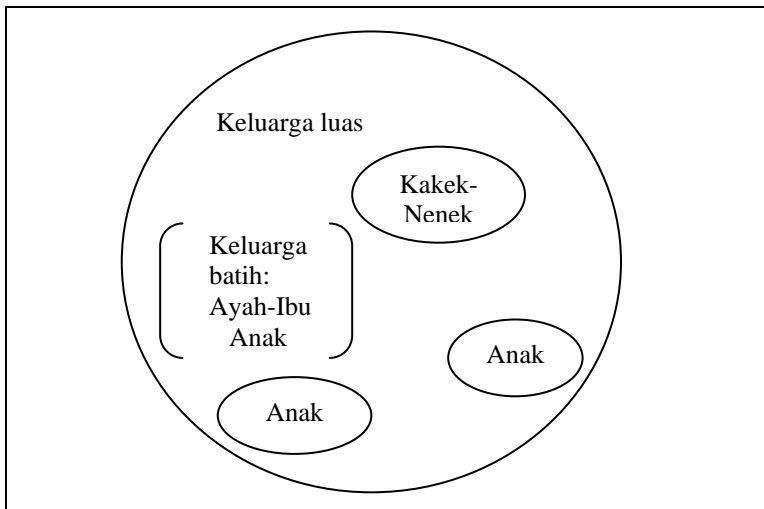 Keluarga luas
Kakek-
Nenek
Keluarga
batih:
Ayah-Ibu
Anak
Anak
Anak